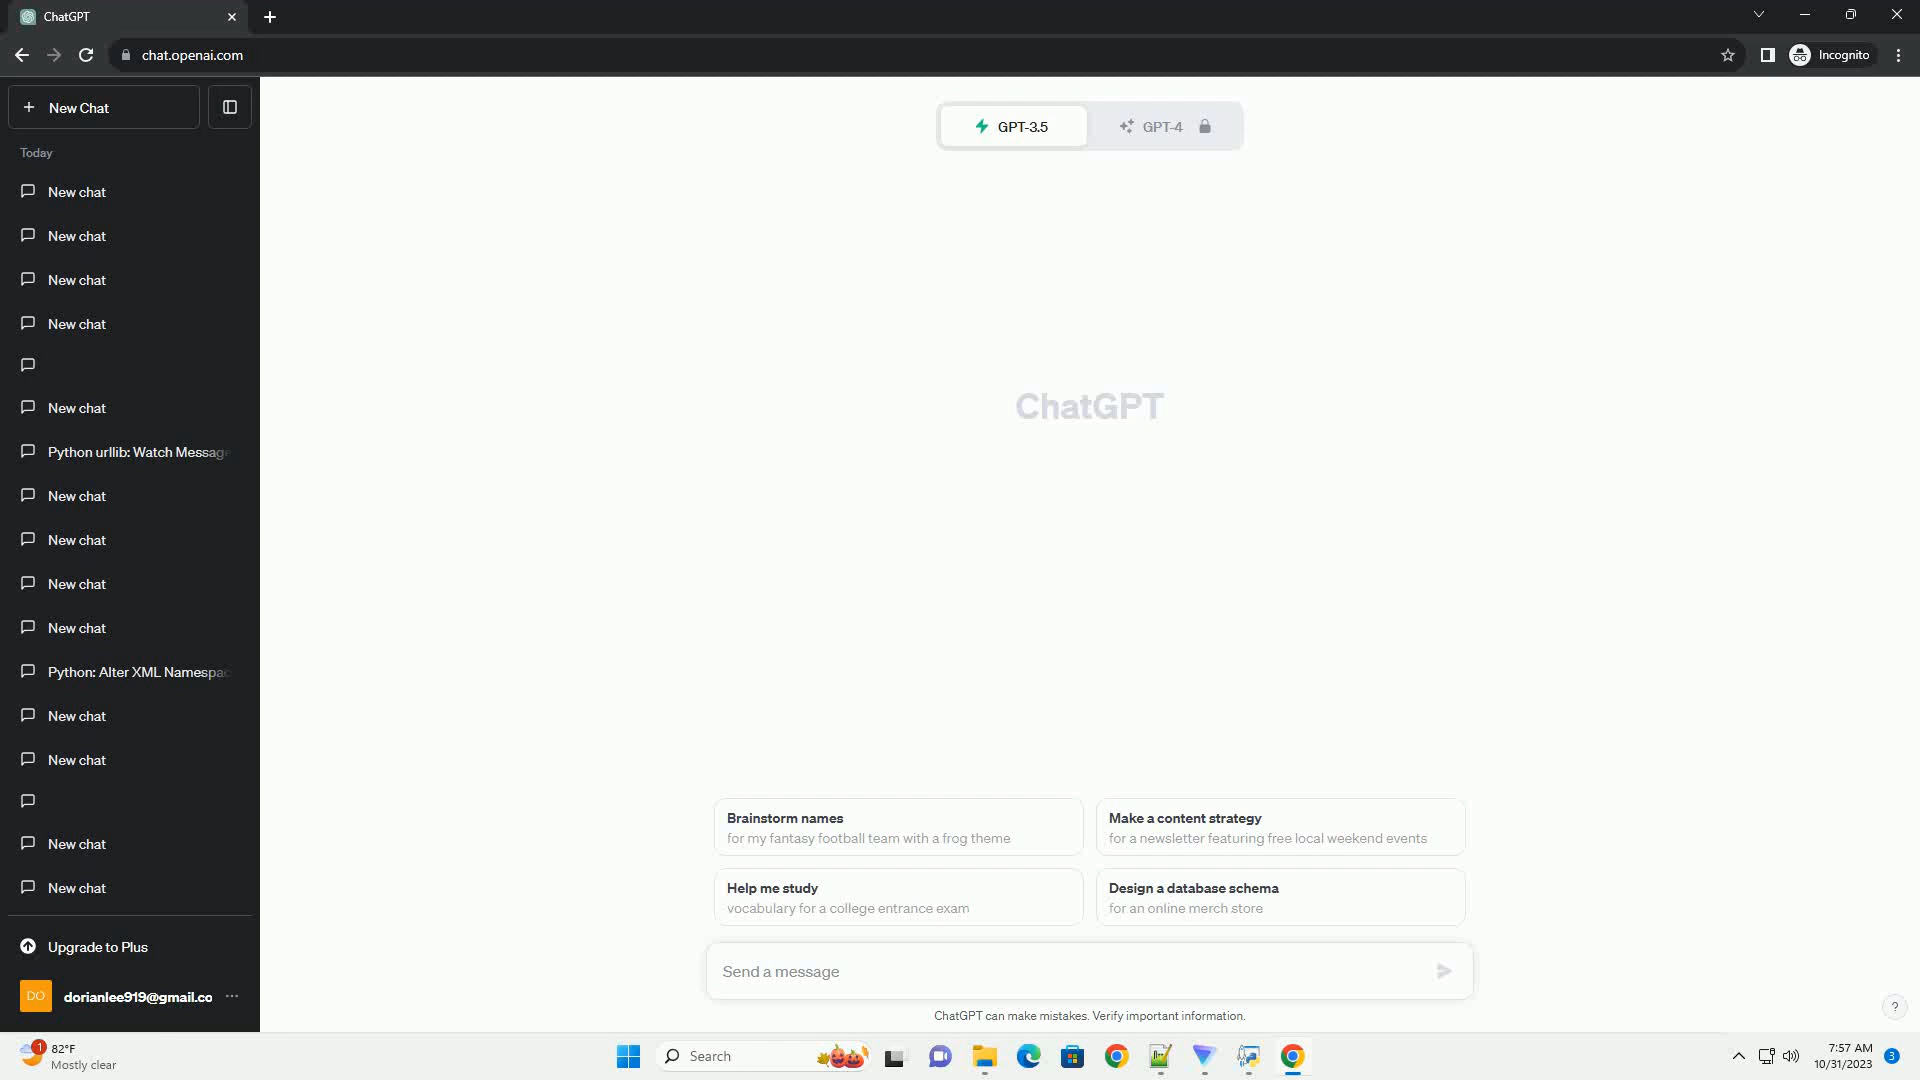 ChatGPT
chat.openai.com
Incognito
New Chat
Today
New chat
New chat
New chat
New chat
New chat
Python urllib: Watch Message
New chat
New chat
New chat
New chat
Python: Alter XML Namespac
New chat
New chat
New chat
New chat
Upgrade to Plus
DO
dorianlee919@gmail.co
GPT-3.5
GPT-4
ChatGPT
Brainstorm names
for my fantasy football team with a frog theme
Make a content strategy
for a newsletter featuring free local weekend events
Help me study
vocabulary for a college entrance exam
Design a database schema
for an online merch store
Send a message
ChatGPT can make mistakes. Verify important information.
?
1
82°F
Mostly clear
Search
7:57 AM
10/31/2023
3